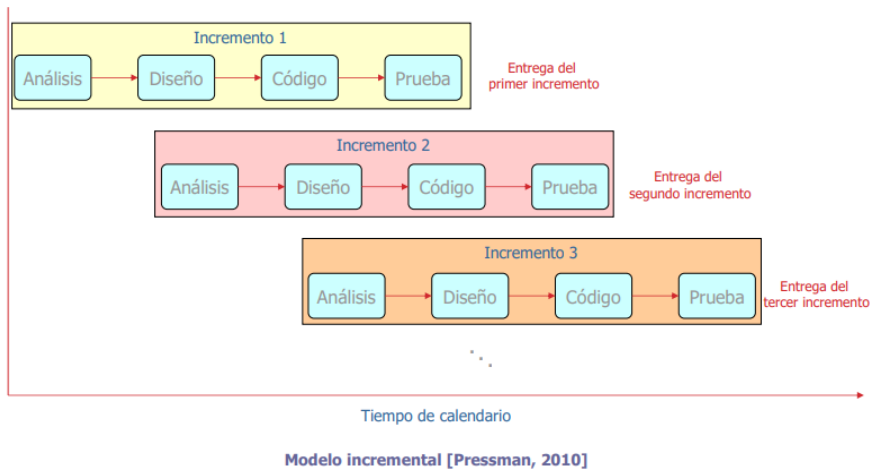 Incremento 1
Análisis
Diseño
Código
Prueba
Entrega del
primer incremento
Incremento 2
Análisis
Diseño
Código
Prueba
Entrega del
segundo incremento
Incremento 3
Análisis
Diseño
Código
Prueba
Entrega del
tercer incremento
Tiempo de calendario
Modelo incremental [Pressman, 2010]